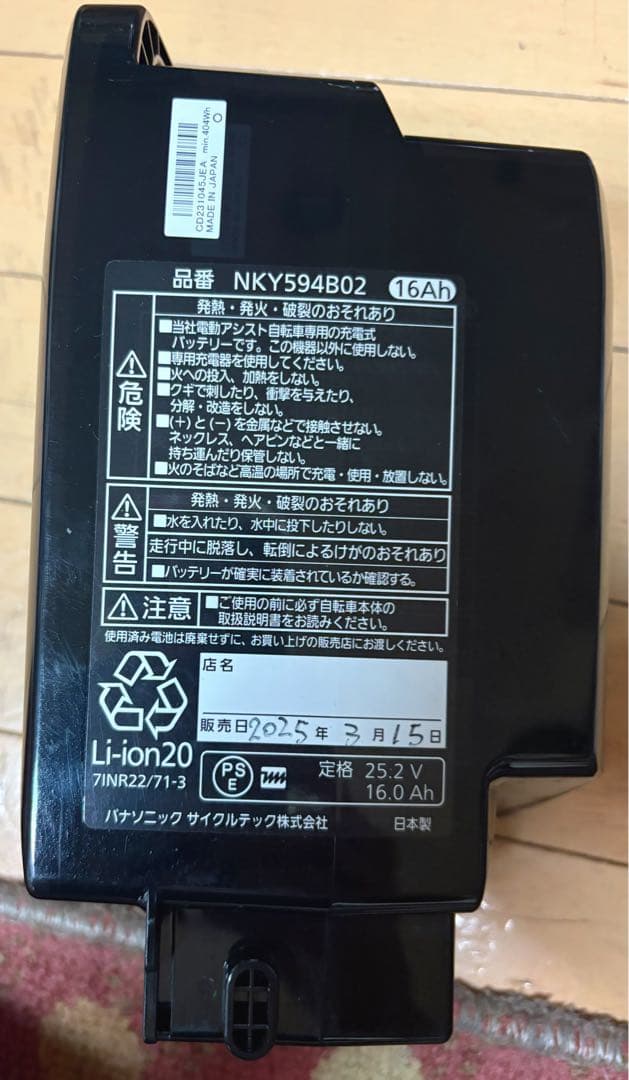 CD231045JEA min.404Wh
MADE IN JAPAN
品番 NKY594B02 16Ah
危険
発熱・発火・破裂のおそれあり
■当社電動アシスト自転車専用の充電式
バッテリーです。この機器以外に使用しない。
■専用充電器を使用してください。
■火への投入、加熱をしない。
■クギで刺したり、衝撃を与えたり、
分解・改造をしない。
■(+)と(−)を金属などで接触させない。
ネックレス、ヘアピンなどと一緒に
持ち運んだり保管しない。
■火のそばなど高温の場所で充電・使用・放置しない。
警告
発熱・発火・破裂のおそれあり
■水を入れたり、水中に投下したりしない。
走行中に脱落し、転倒によるけがのおそれあり
■バッテリーが確実に装着されているか確認する。
注意
■ご使用の前に必ず自転車本体の
取扱説明書をお読みください。
使用済み電池は廃棄せずに、お買い上げの販売店にお渡しください。
店名
販売日2025年3月15日
Li-ion20
7INR22/71-3
PS
E
定格 25.2 V
16.0 Ah
パナソニック サイクルテック株式会社 日本製